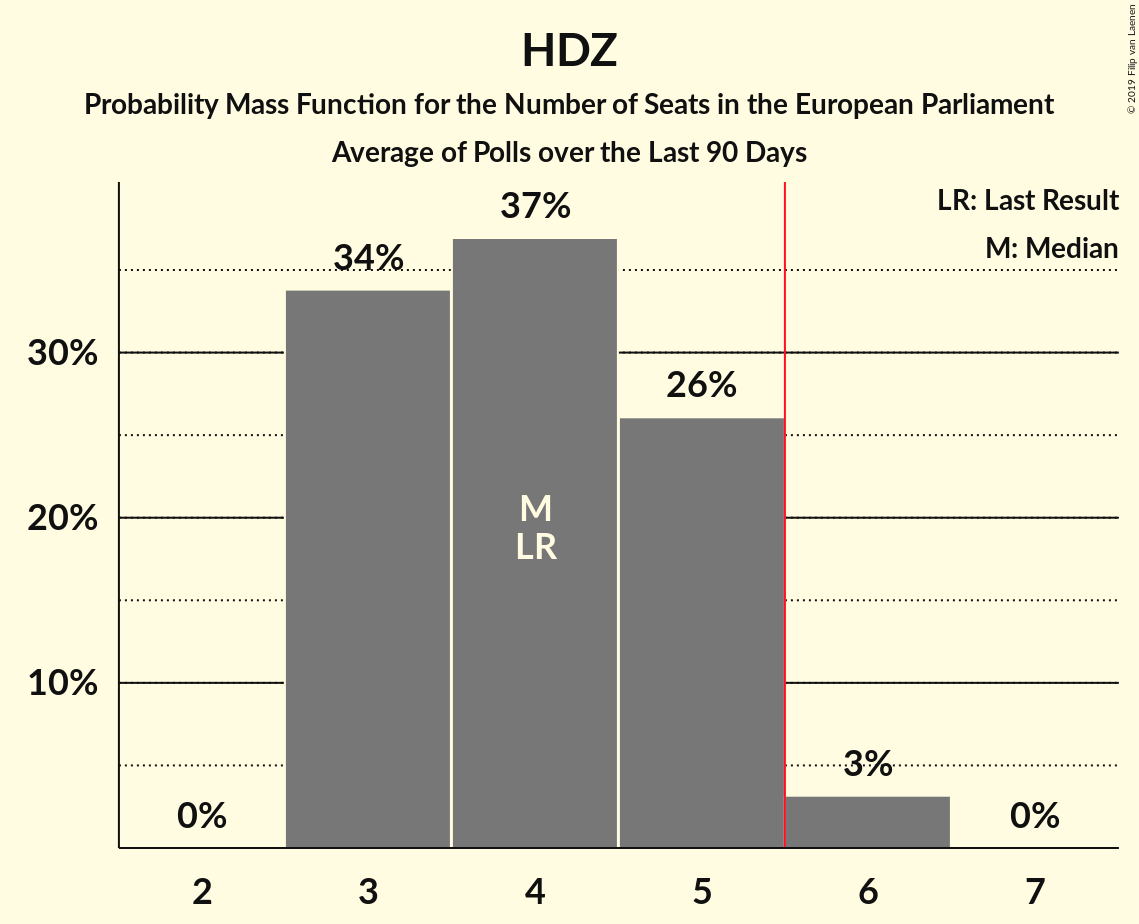 HDZ
Probability Mass Function for the Number of Seats in the European Parliament
Average of Polls over the Last 90 Days
© 2019 Filip van Laenen
LR: Last Result
M: Median
37%
34%
30%
26%
20%
M
LR
10%
3%
0%
0%
2 3 4 5 6 7